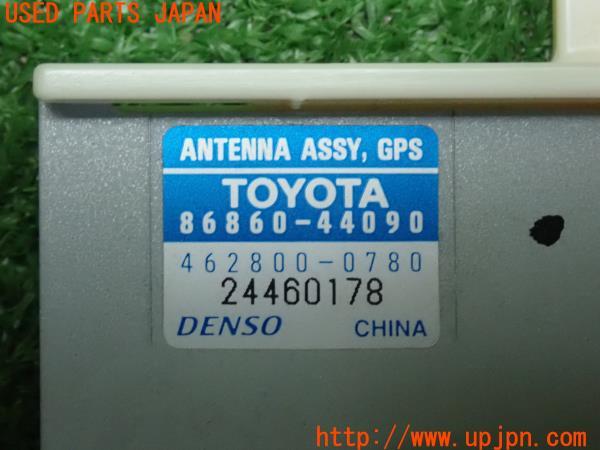 USED PARTS JAPAN
ANTENNA ASSY, GPS
TOYOTA
86860-44090
462800-0780
24460178
DENSO CHINA
http://www.upjpn.com